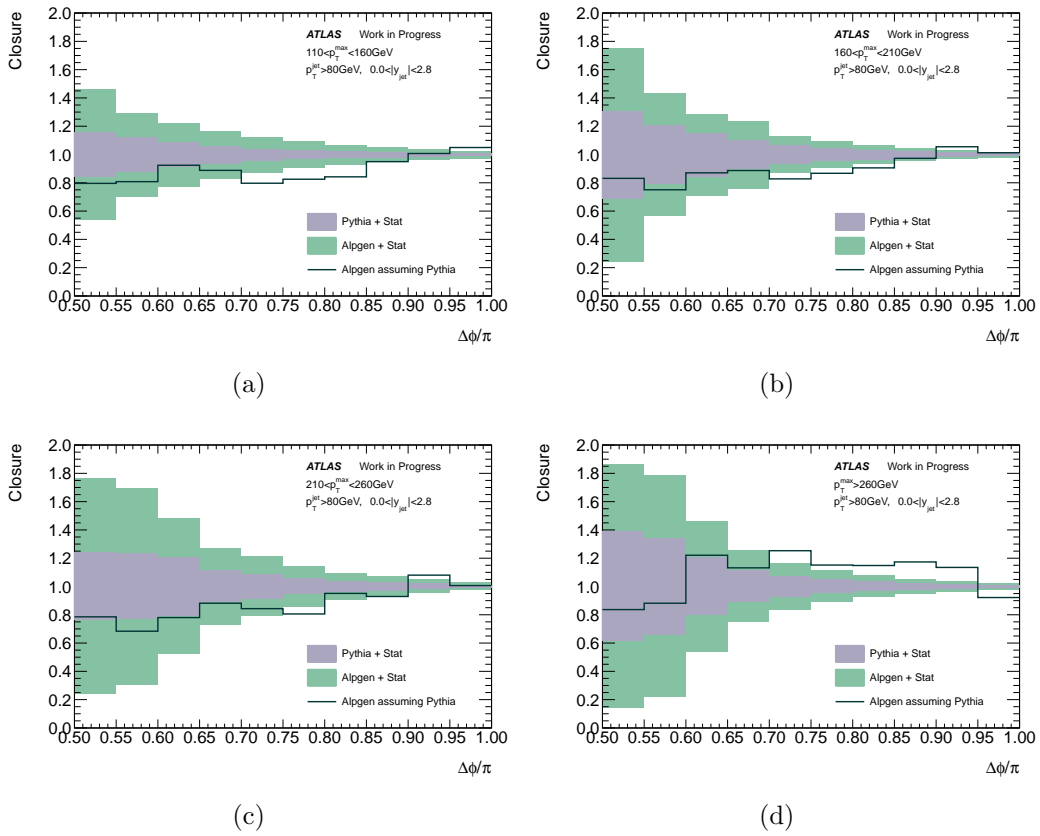 Closure
2.0
1.8
1.6
1.4
1.2
1.0
0.8
0.6
0.4
0.2
0.0
ATLAS Work in Progress
110<p_T^max<160GeV
p_T^jet>80GeV, 0.0<|y_jet|<2.8
Pythia + Stat
Alpgen + Stat
Alpgen assuming Pythia
0.50 0.55 0.60 0.65 0.70 0.75 0.80 0.85 0.90 0.95 1.00
Δϕ/π
(a)
Closure
2.0
1.8
1.6
1.4
1.2
1.0
0.8
0.6
0.4
0.2
0.0
ATLAS Work in Progress
160<p_T^max<210GeV
p_T^jet>80GeV, 0.0<|y_jet|<2.8
Pythia + Stat
Alpgen + Stat
Alpgen assuming Pythia
0.50 0.55 0.60 0.65 0.70 0.75 0.80 0.85 0.90 0.95 1.00
Δϕ/π
(b)
Closure
2.0
1.8
1.6
1.4
1.2
1.0
0.8
0.6
0.4
0.2
0.0
ATLAS Work in Progress
210<p_T^max<260GeV
p_T^jet>80GeV, 0.0<|y_jet|<2.8
Pythia + Stat
Alpgen + Stat
Alpgen assuming Pythia
0.50 0.55 0.60 0.65 0.70 0.75 0.80 0.85 0.90 0.95 1.00
Δϕ/π
(c)
Closure
2.0
1.8
1.6
1.4
1.2
1.0
0.8
0.6
0.4
0.2
0.0
ATLAS Work in Progress
p_T^max>260GeV
p_T^jet>80GeV, 0.0<|y_jet|<2.8
Pythia + Stat
Alpgen + Stat
Alpgen assuming Pythia
0.50 0.55 0.60 0.65 0.70 0.75 0.80 0.85 0.90 0.95 1.00
Δϕ/π
(d)